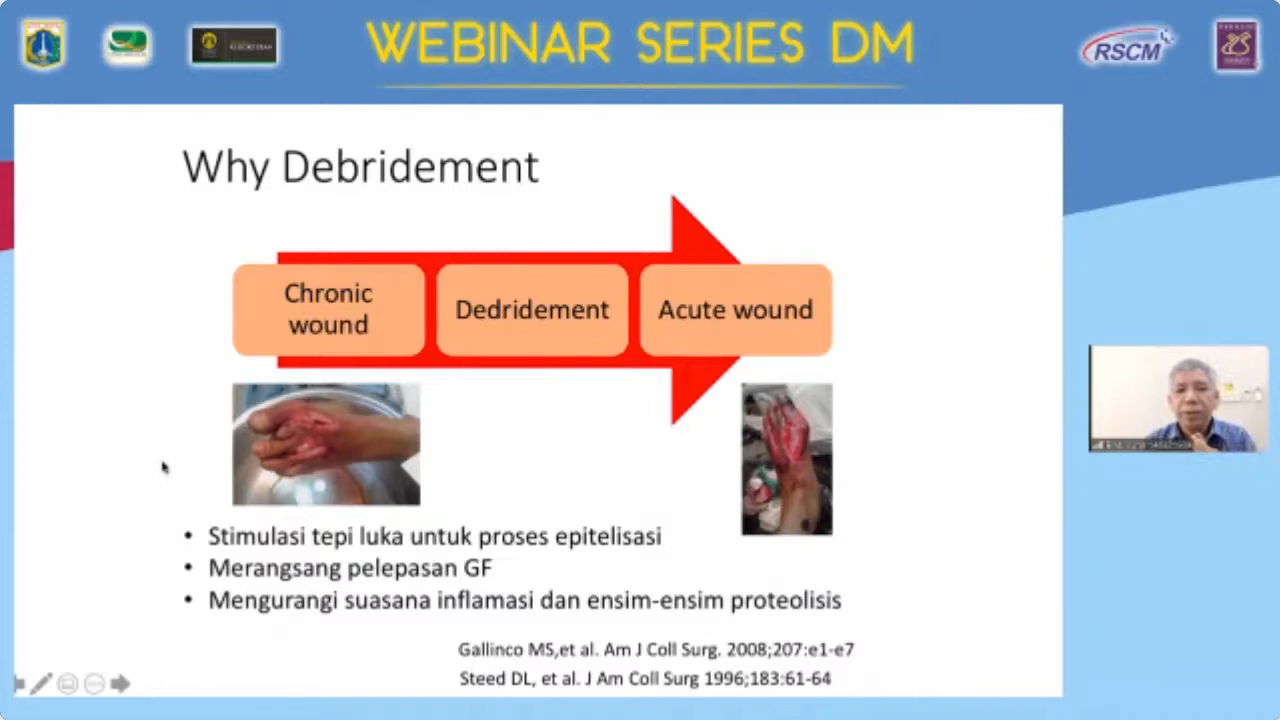 WEBINAR SERIES DM
RSCM
Why Debridement
Chronic
wound
Dedridement
Acute wound
• Stimulasi tepi luka untuk proses epitelisasi
• Merangsang pelepasan GF
• Mengurangi suasana inflamasi dan ensim-ensim proteolisis
Gallinco MS,et al. Am J Coll Surg. 2008;207:e1-e7
Steed DL, et al. J Am Coll Surg 1996;183:61-64